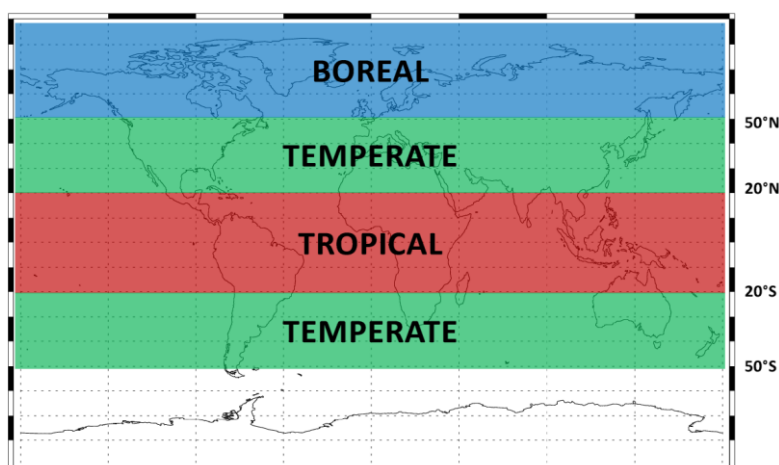 BOREAL
50°N
TEMPERATE
20°N
TROPICAL
20°S
TEMPERATE
50°S